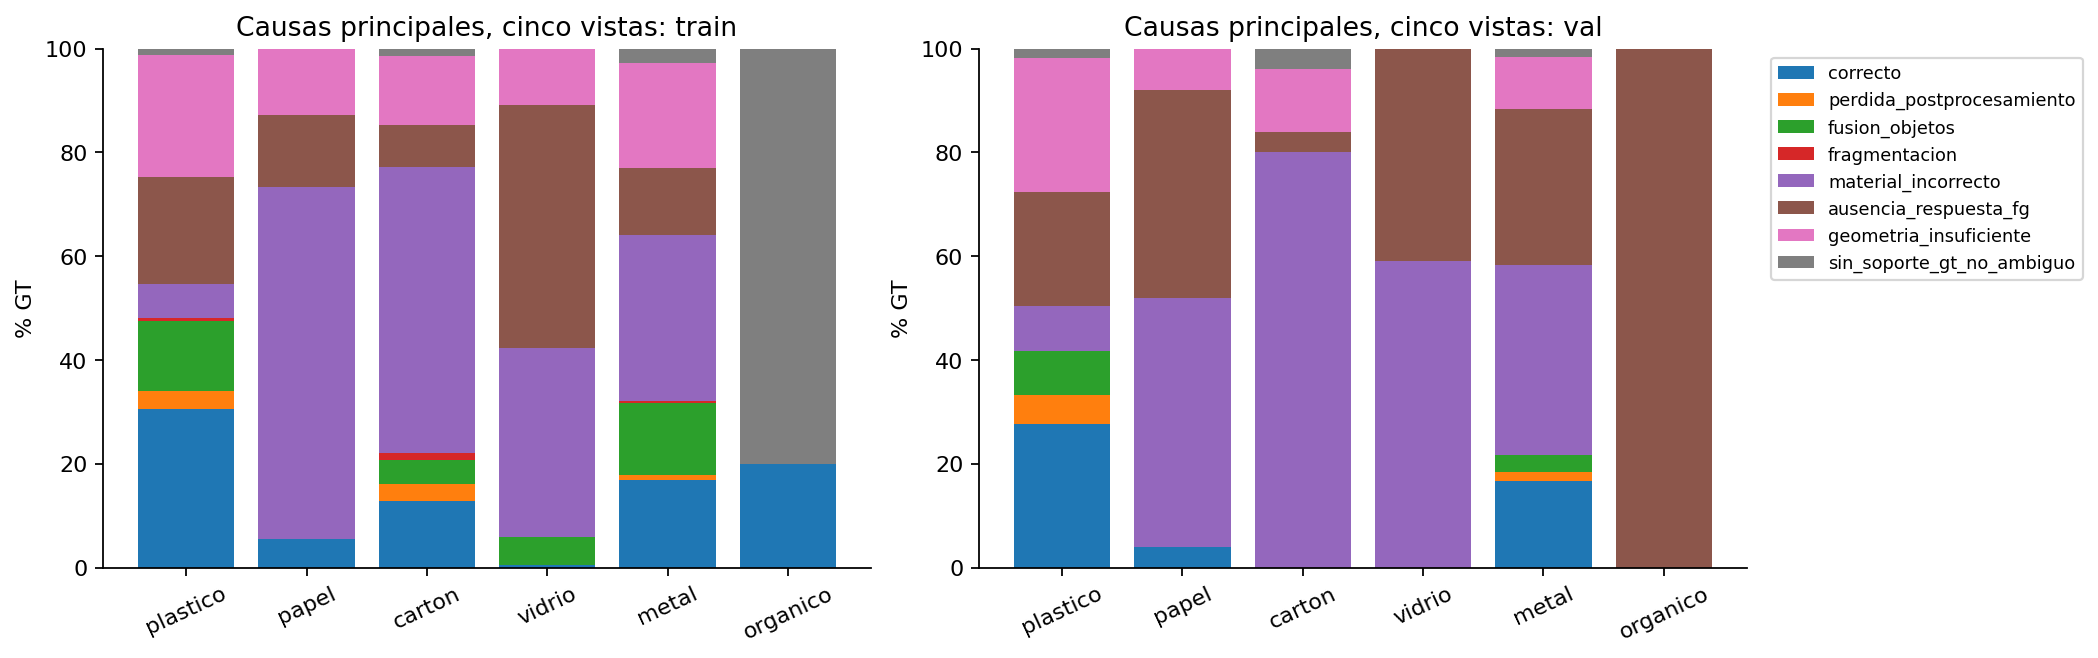 Causas principales, cinco vistas: train
% GT
100
80
60
40
20
0
plastico
papel
carton
vidrio
metal
organico
Causas principales, cinco vistas: val
% GT
100
80
60
40
20
0
plastico
papel
carton
vidrio
metal
organico
correcto
perdida_postprocesamiento
fusion_objetos
fragmentacion
material_incorrecto
ausencia_respuesta_fg
geometria_insuficiente
sin_soporte_gt_no_ambiguo